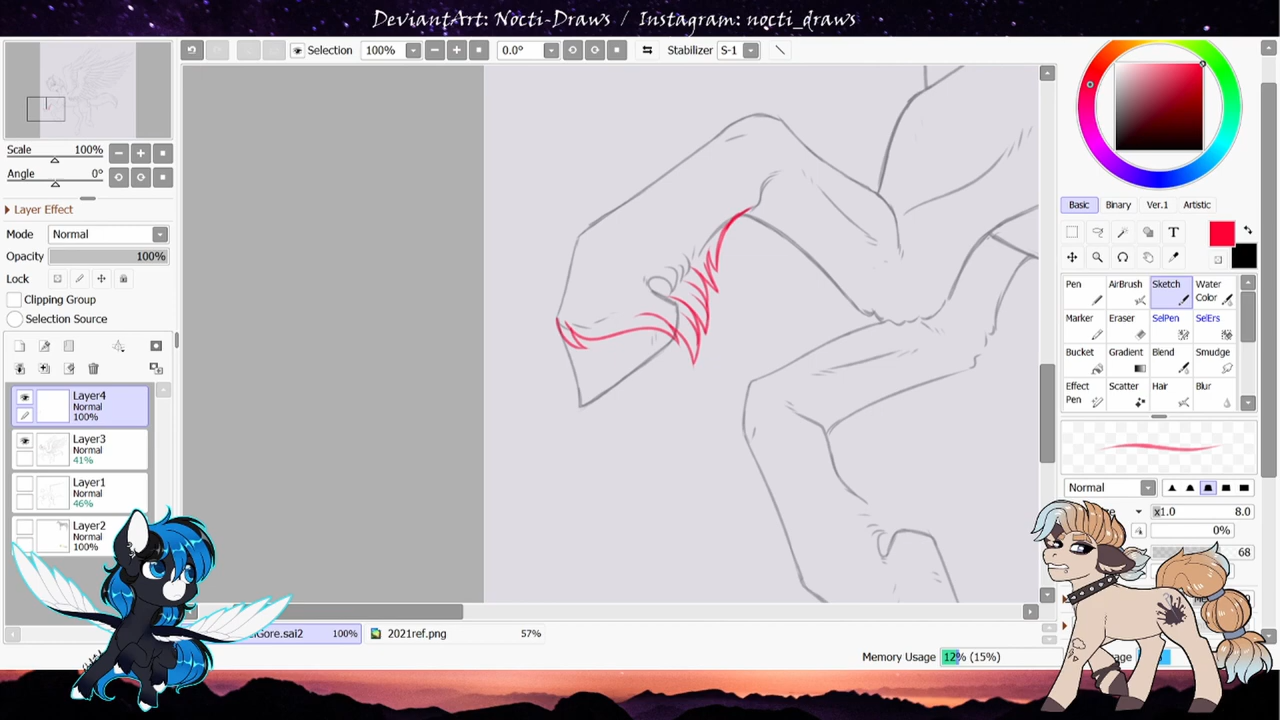 DeviantArt: Nocti-Draws / Instagram: nocti_draws
Selection 100% 0.0° Stabilizer S-1
Scale 100%
Angle 0°
Layer Effect
Mode Normal
Opacity 100%
Lock
Clipping Group
Selection Source
Layer4
Normal
100%
Layer3
Normal
41%
Layer1
Normal
46%
Layer2
Normal
100%
Basic Binary Ver.1 Artistic
T
Pen AirBrush Sketch Water Color
Marker Eraser SelPen SelErs
Bucket Gradient Blend Smudge
Effect Pen Scatter Hair Blur
Normal
x1.0 8.0
0%
68
Gore.sai2 100% 2021ref.png 57%
Memory Usage 12% (15%)